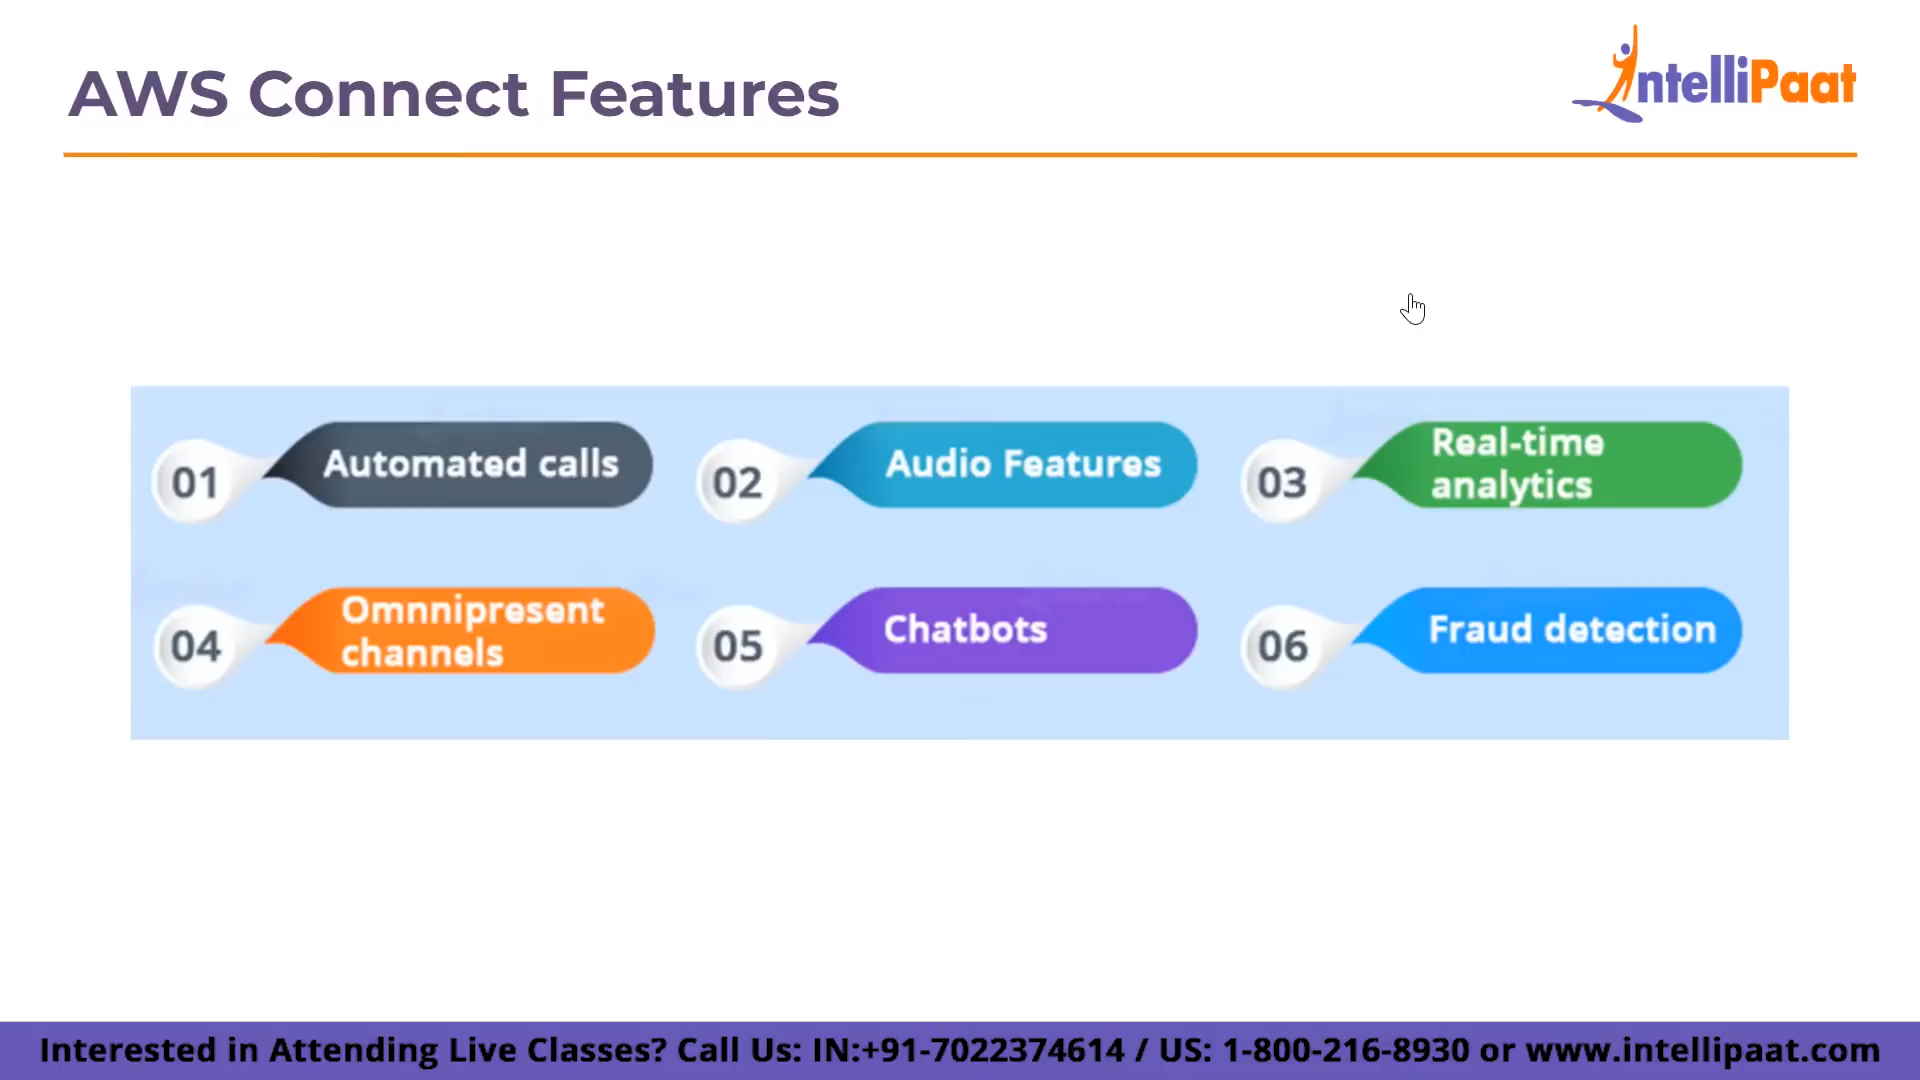 AWS Connect Features
IntelliPaat
01 Automated calls
02 Audio Features
03 Real-time
analytics
04 Omnnipresent
channels
05 Chatbots
06 Fraud detection
Interested in Attending Live Classes? Call Us: IN:+91-7022374614 / US: 1-800-216-8930 or www.intellipaat.com